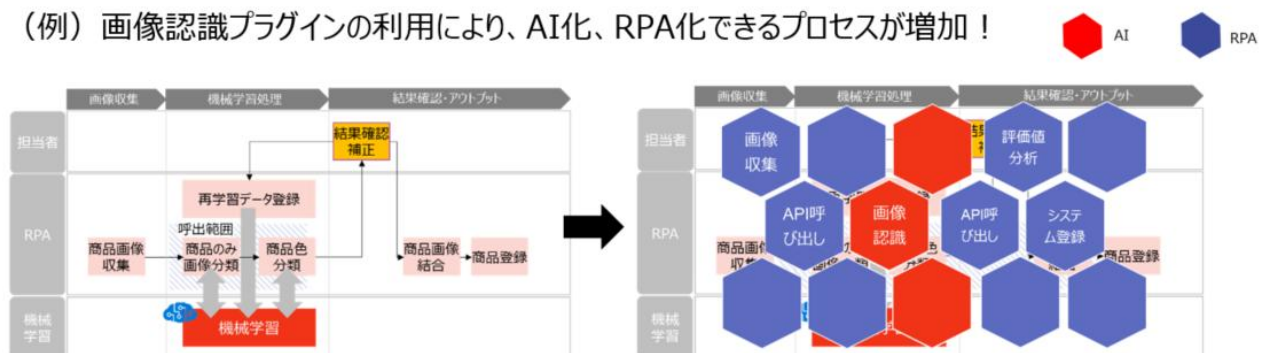 （例）画像認識プラグインの利用により、AI化、RPA化できるプロセスが増加！
AI
RPA
画像収集
機械学習処理
結果確認・アウトプット
担当者
結果確認
補正
RPA
再学習データ登録
呼出範囲
商品画像
収集
商品のみ
画像分類
商品色
分類
商品画像
結合
商品登録
機械
学習
機械学習
画像収集
機械学習処理
結果確認・アウトプット
担当者
画像
収集
評価値
分析
RPA
API呼
び出し
画像
認識
API呼
び出し
システ
ム登録
商品登録
機械
学習